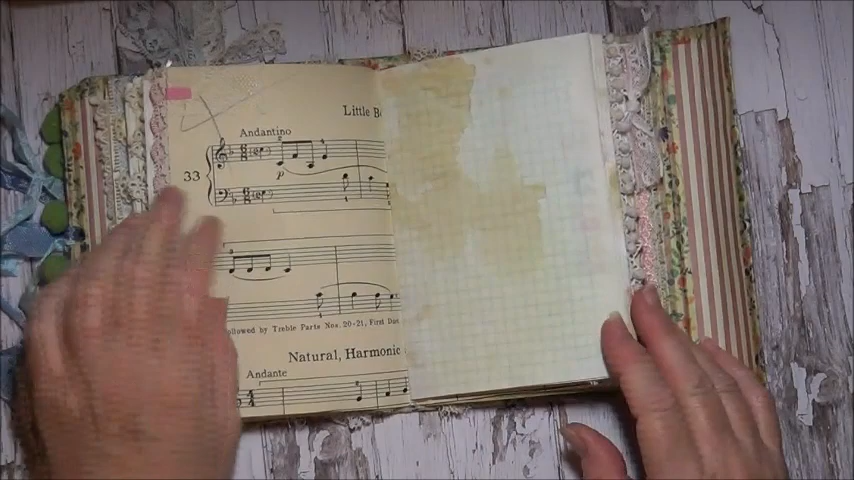 Little B
Andantino
33
p
ollowed by Treble Parts Nos. 20-21, First Du
Natural, Harmonic
Andante